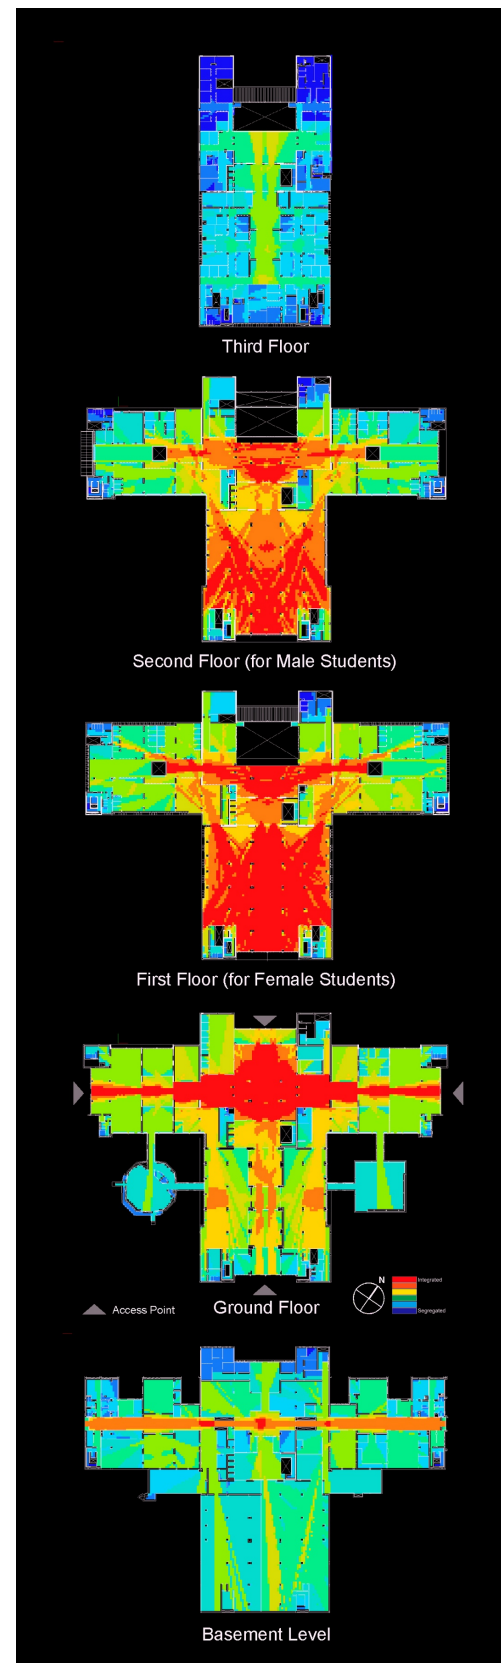 Third Floor
Second Floor (for Male Students)
First Floor (for Female Students)
N
Integrated
Access Point
Ground Floor
Segregated
Basement Level